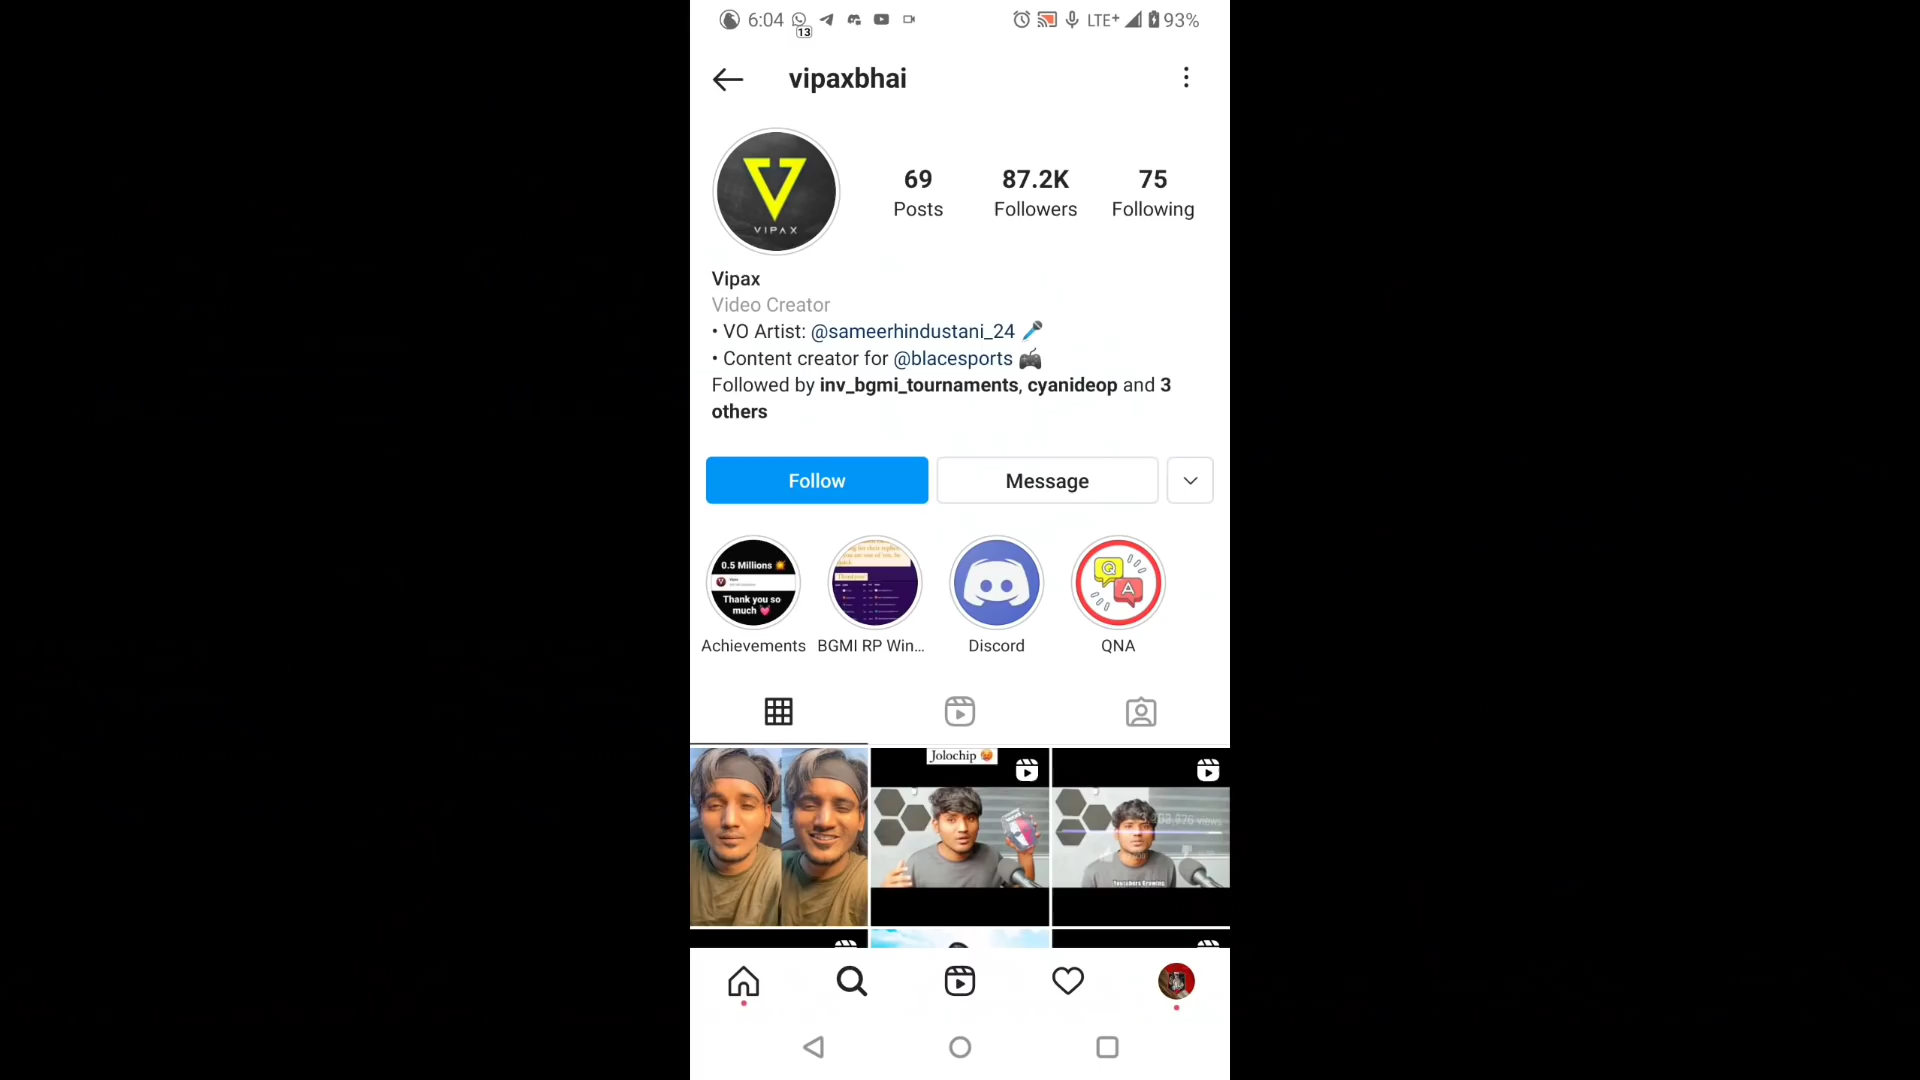 6:04
13
LTE+
93%
vipaxbhai
VIPAX
69
Posts
87.2K
Followers
75
Following
Vipax
Video Creator
• VO Artist: @sameerhindustani_24 🎤
• Content creator for @blacesports 🎮
Followed by inv_bgmi_tournaments, cyanideop and 3
others
Follow
Message
0.5 Millions 💥
Thank you so
much 💓
Q
A
Achievements
BGMI RP Win...
Discord
QNA
Jolochip 🥵